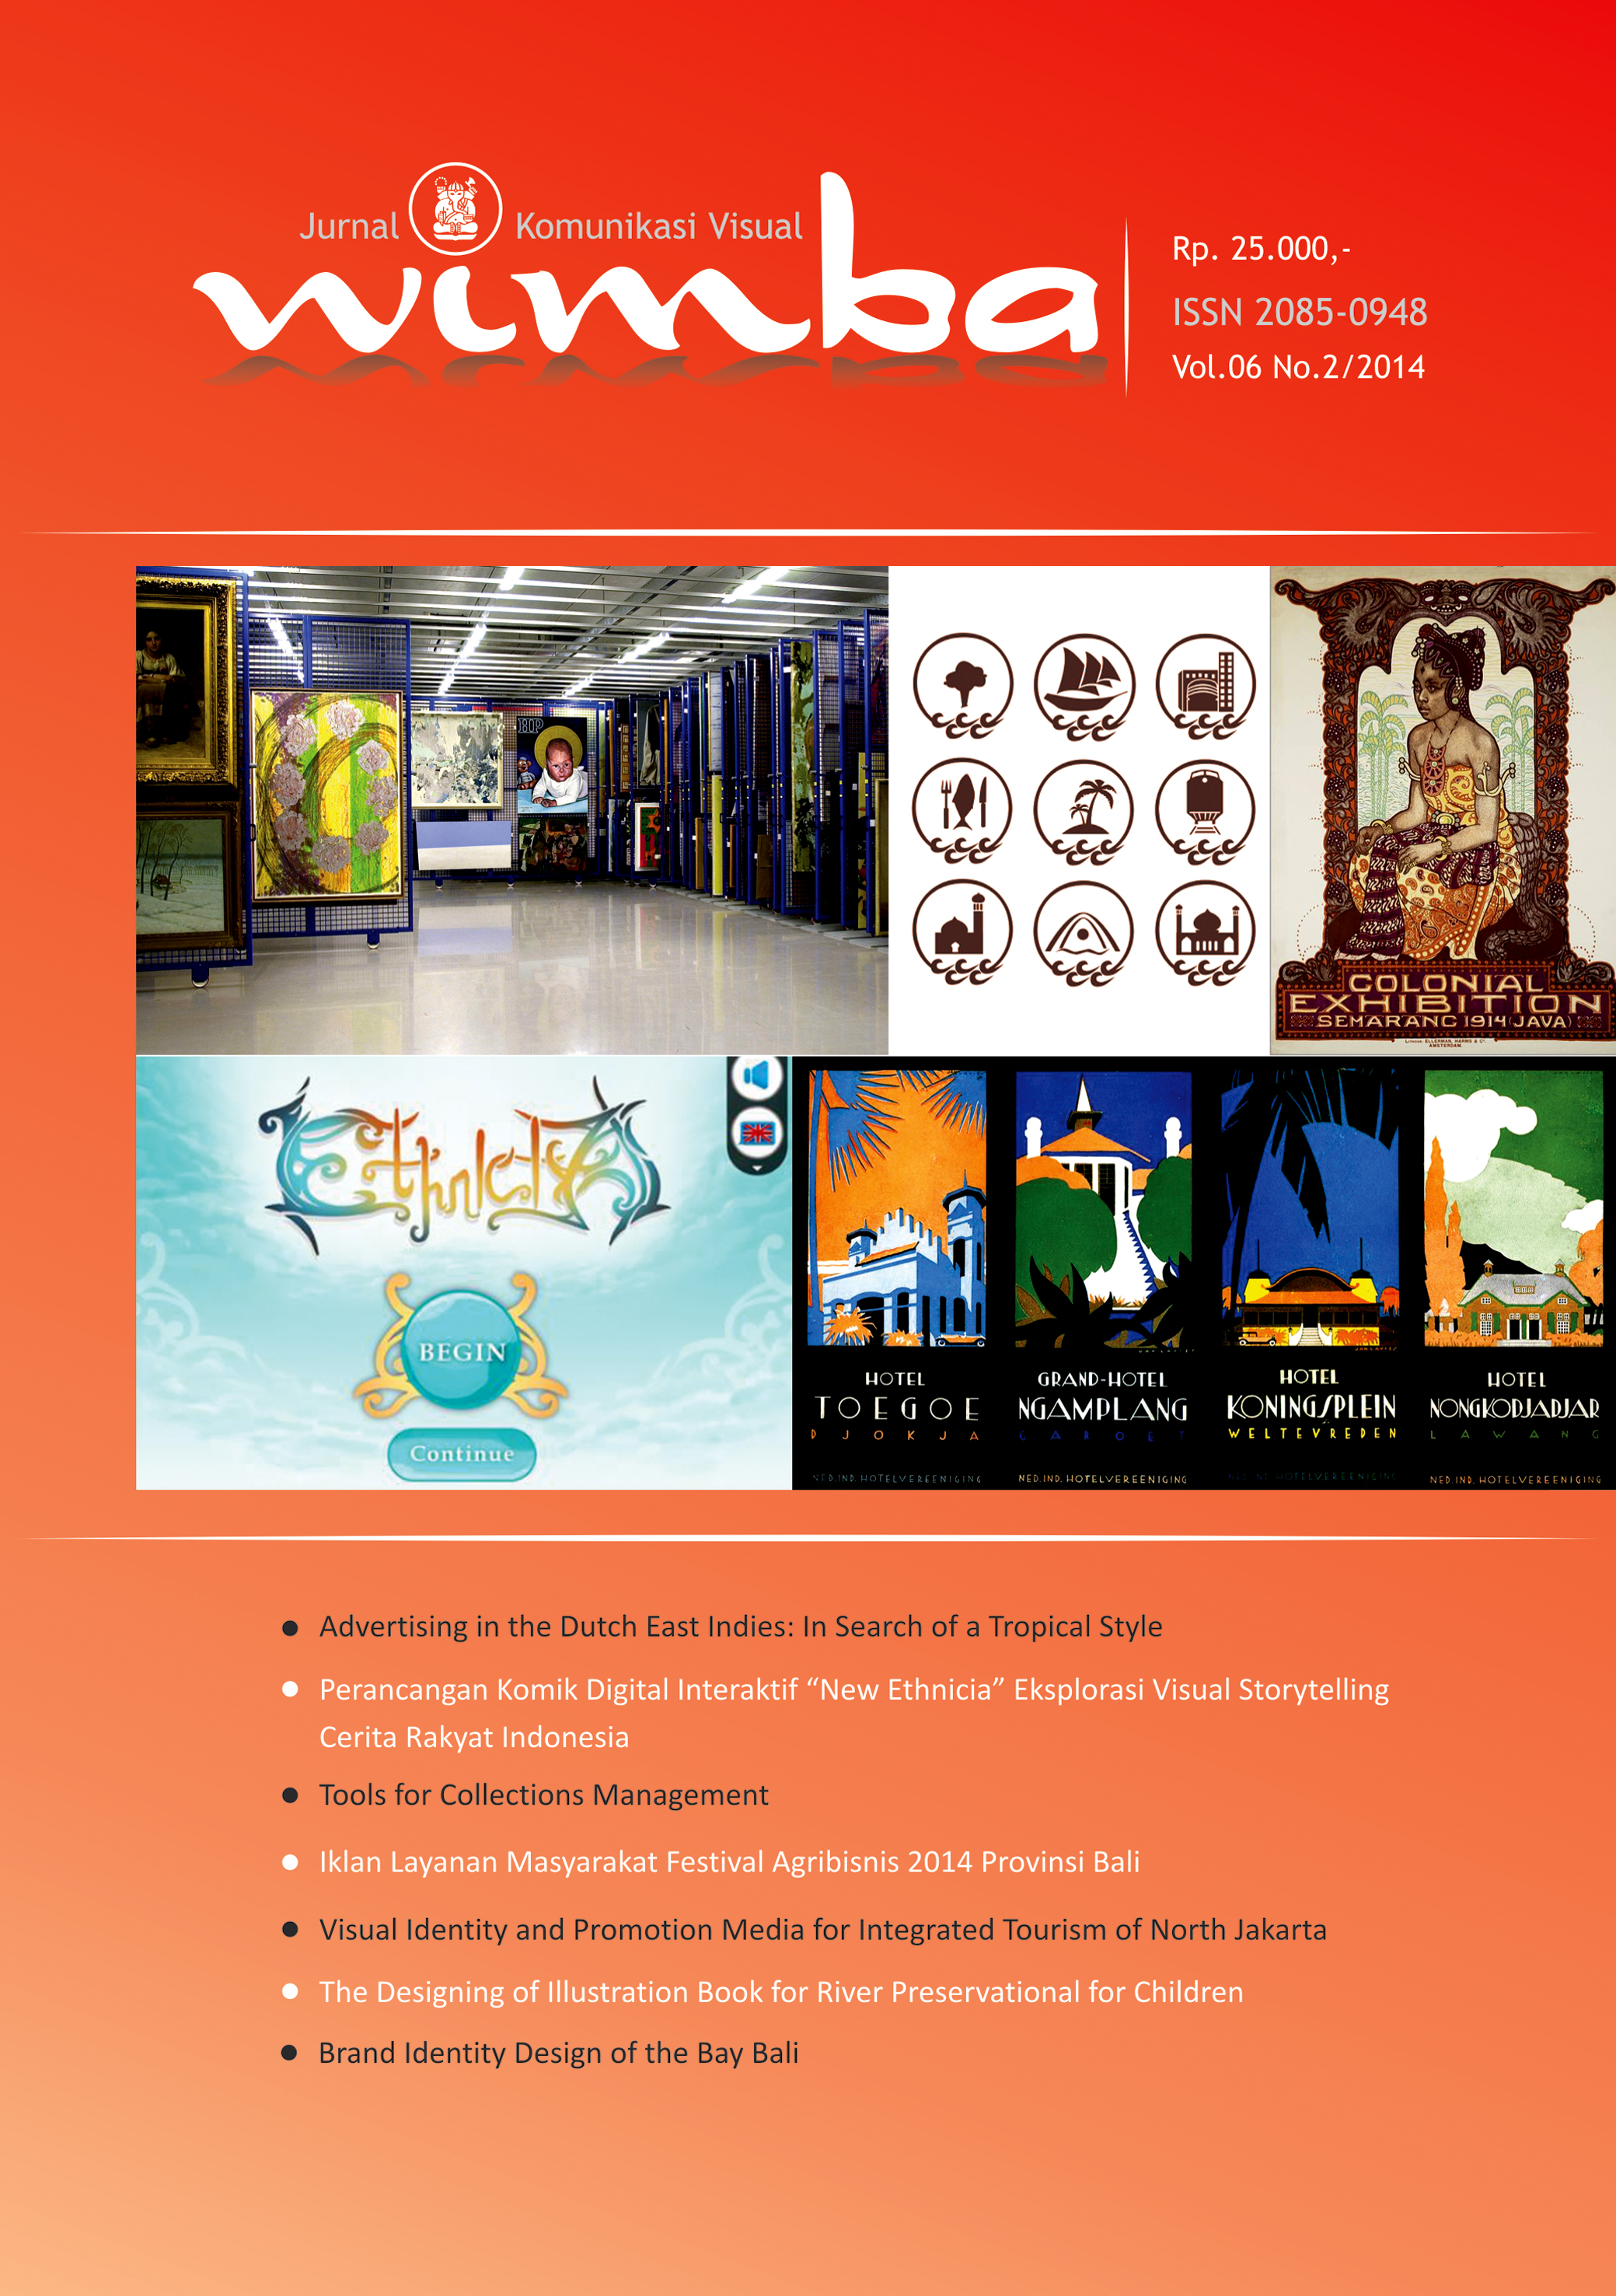 Jurnal Komunikasi Visual
wimba
Rp. 25.000,-
ISSN 2085-0948
Vol.06 No.2/2014
HP
COLONIAL
EXHIBITION
SEMARANG 1914 (JAVA)
AMSTERDAM
Ethnicia
BEGIN
Continue
HOTEL
TOEGOE
DJOKJA
NED.IND. HOTELVEREENIGING
GRAND-HOTEL
NGAMPLANG
GAROET
NED.IND. HOTELVEREENIGING
HOTEL
KONINGSPLEIN
WELTEVREDEN
NED.IND. HOTELVEREENIGING
HOTEL
NONGKODJADJAR
LAWANG
NED.IND. HOTELVEREENIGING
Advertising in the Dutch East Indies: In Search of a Tropical Style
Perancangan Komik Digital Interaktif “New Ethnicia” Eksplorasi Visual Storytelling
Cerita Rakyat Indonesia
Tools for Collections Management
Iklan Layanan Masyarakat Festival Agribisnis 2014 Provinsi Bali
Visual Identity and Promotion Media for Integrated Tourism of North Jakarta
The Designing of Illustration Book for River Preservational for Children
Brand Identity Design of the Bay Bali